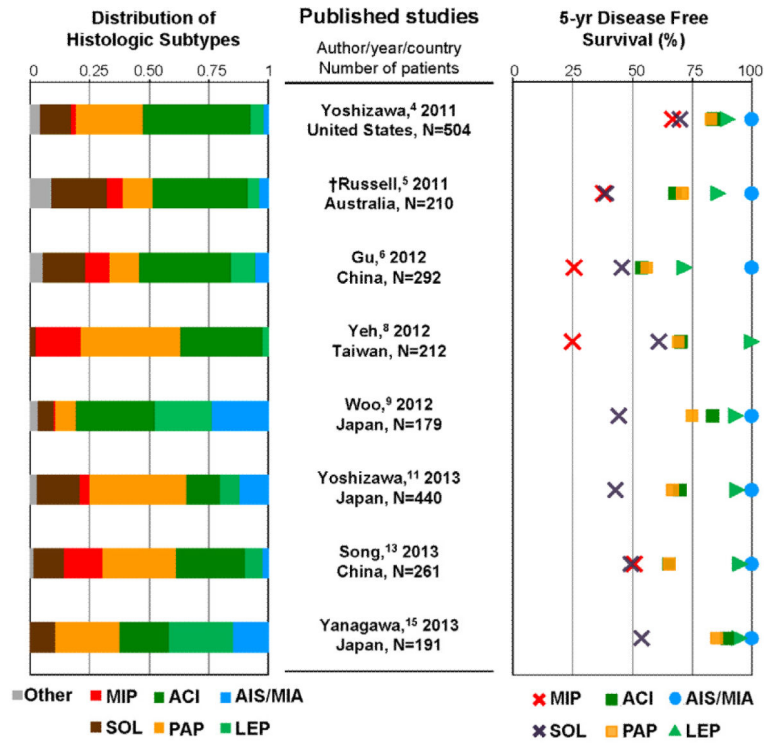 Distribution of
Histologic Subtypes
Published studies
Author/year/country
Number of patients
5-yr Disease Free
Survival (%)
0 0.25 0.50 0.75 1
0 25 50 75 100
Yoshizawa,4 2011
United States, N=504
†Russell,5 2011
Australia, N=210
Gu,6 2012
China, N=292
Yeh,8 2012
Taiwan, N=212
Woo,9 2012
Japan, N=179
Yoshizawa,11 2013
Japan, N=440
Song,13 2013
China, N=261
Yanagawa,15 2013
Japan, N=191
Other MIP ACI AIS/MIA
SOL PAP LEP
MIP ACI AIS/MIA
SOL PAP LEP